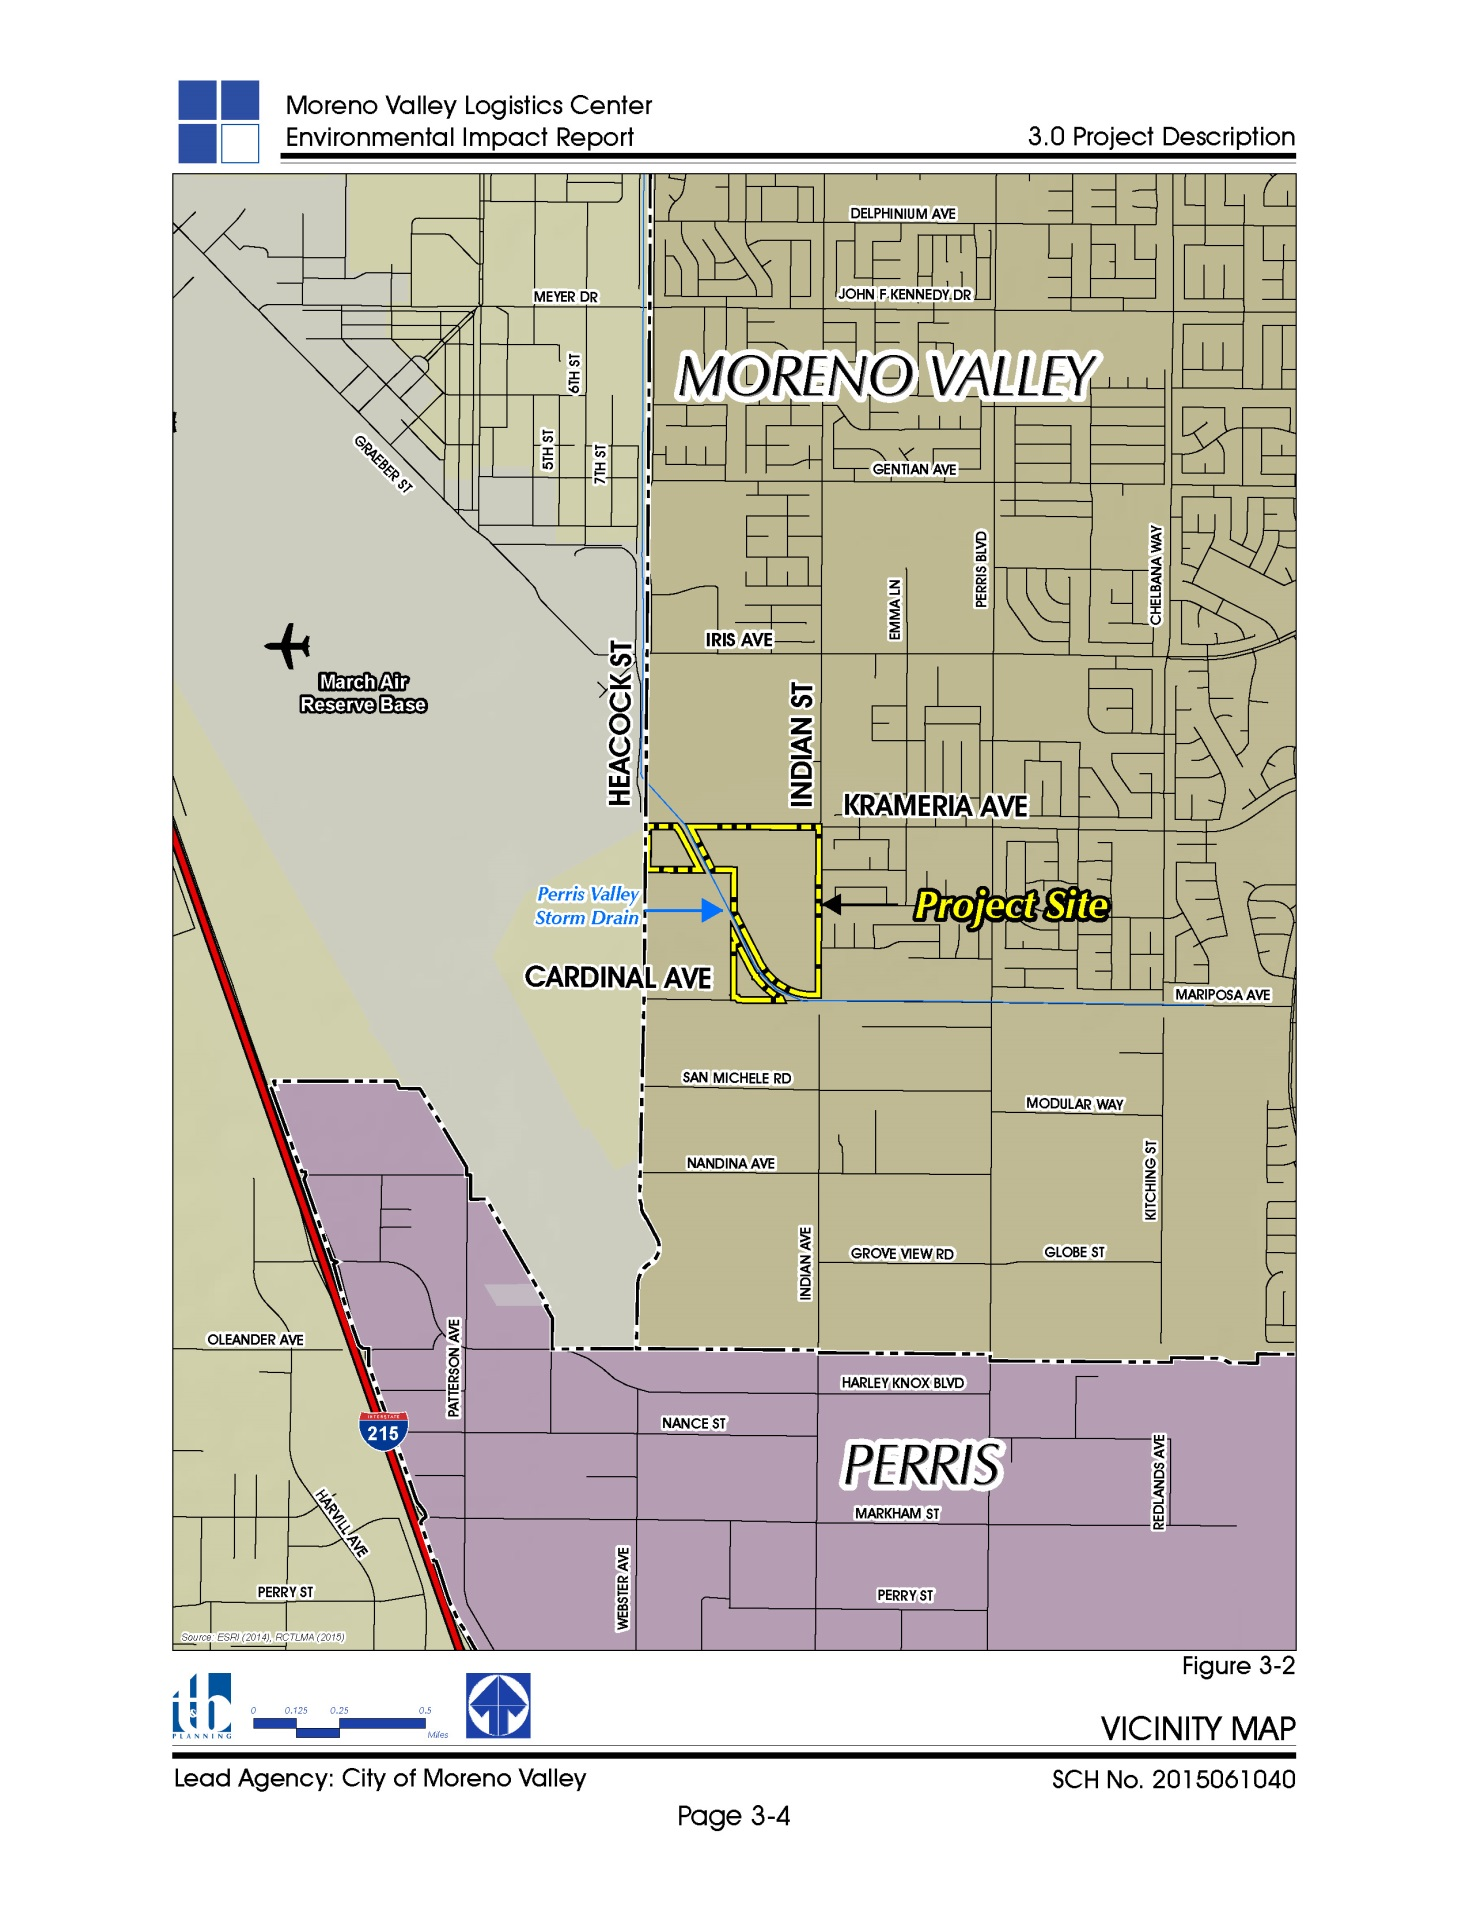 Moreno Valley Logistics Center
Environmental Impact Report
3.0 Project Description
DELPHINIUM AVE
MEYER DR
JOHN F KENNEDY DR
MORENO VALLEY
6TH ST
GRAEBER ST
5TH ST
7TH ST
GENTIAN AVE
PERRIS BLVD
CHELBANA WAY
EMMA LN
IRIS AVE
March Air
Reserve Base
HEACOCK ST
INDIAN ST
KRAMERIA AVE
Perris Valley
Storm Drain
Project Site
CARDINAL AVE
MARIPOSA AVE
SAN MICHELE RD
MODULAR WAY
NANDINA AVE
KITCHING ST
INDIAN AVE
GROVE VIEW RD
GLOBE ST
OLEANDER AVE
PATTERSON AVE
HARLEY KNOX BLVD
INTERSTATE
215
NANCE ST
PERRIS
REDLANDS AVE
HARVILL AVE
MARKHAM ST
WEBSTER AVE
PERRY ST
PERRY ST
Source: ESRI (2014), RCTLMA (2015)
Figure 3-2
t&b
PLANNING
0 0.125 0.25 0.5
Miles
VICINITY MAP
Lead Agency: City of Moreno Valley
SCH No. 2015061040
Page 3-4